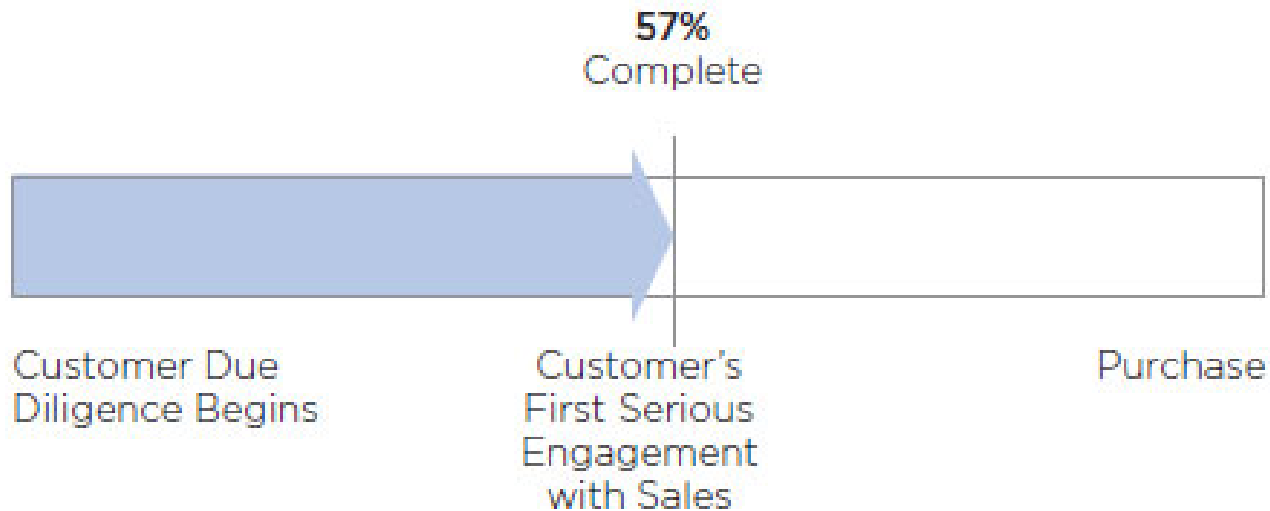 57%
Complete
Customer Due
Diligence Begins
Customer's
First Serious
Engagement
with Sales
Purchase